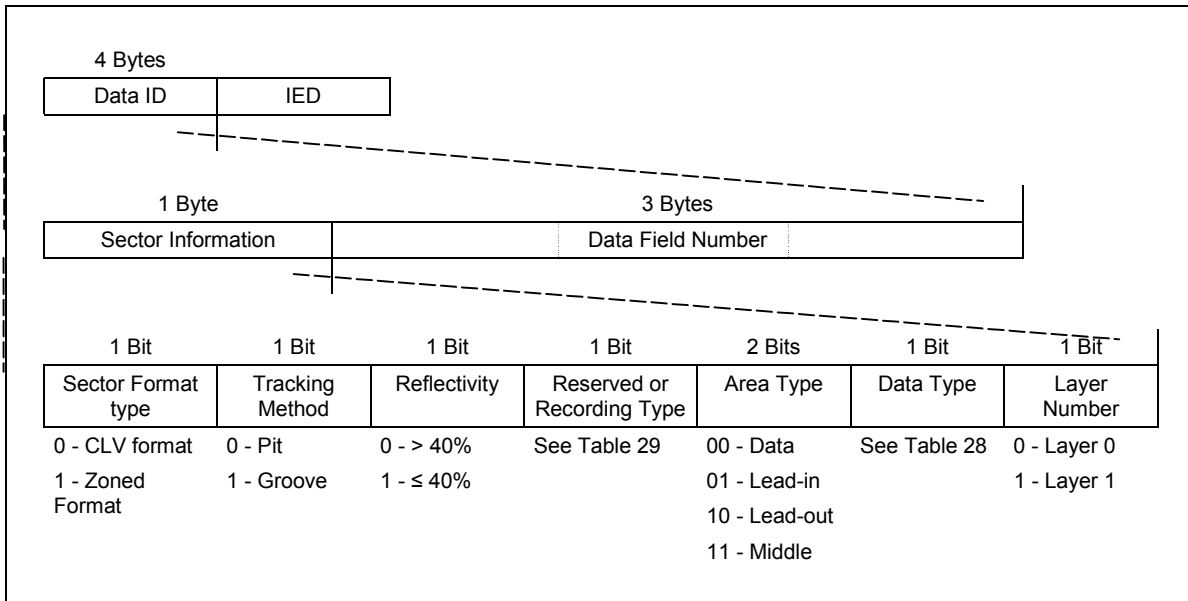 4 Bytes
Data ID IED
1 Byte 3 Bytes
Sector Information Data Field Number
1 Bit 1 Bit 1 Bit 1 Bit 2 Bits 1 Bit 1 Bit
Sector Format type Tracking Method Reflectivity Reserved or Recording Type Area Type Data Type Layer Number
0 - CLV format 0 - Pit 0 - > 40% See Table 29 00 - Data See Table 28 0 - Layer 0
1 - Zoned Format 1 - Groove 1 - ≤ 40% 01 - Lead-in 1 - Layer 1
10 - Lead-out
11 - Middle